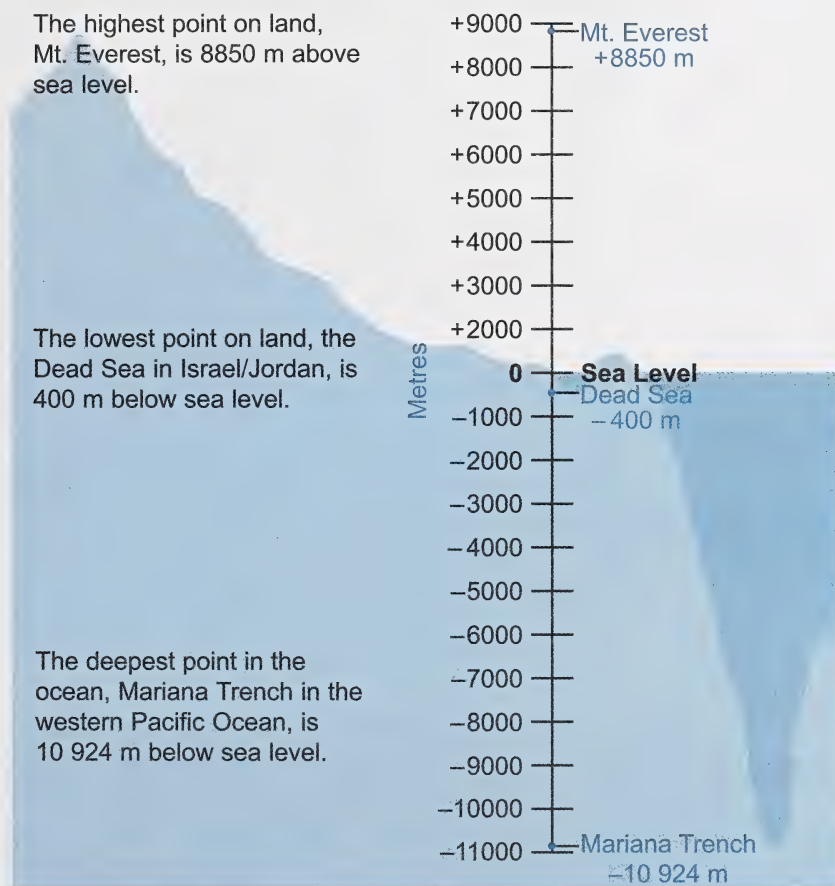 The highest point on land,
Mt. Everest, is 8850 m above
sea level.
The lowest point on land, the
Dead Sea in Israel/Jordan, is
400 m below sea level.
The deepest point in the
ocean, Mariana Trench in the
western Pacific Ocean, is
10 924 m below sea level.
Metres
+9000
+8000
+7000
+6000
+5000
+4000
+3000
+2000
0
–1000
–2000
–3000
–4000
–5000
–6000
–7000
–8000
–9000
–10000
–11000
Mt. Everest
+8850 m
Sea Level
Dead Sea
–400 m
Mariana Trench
–10 924 m